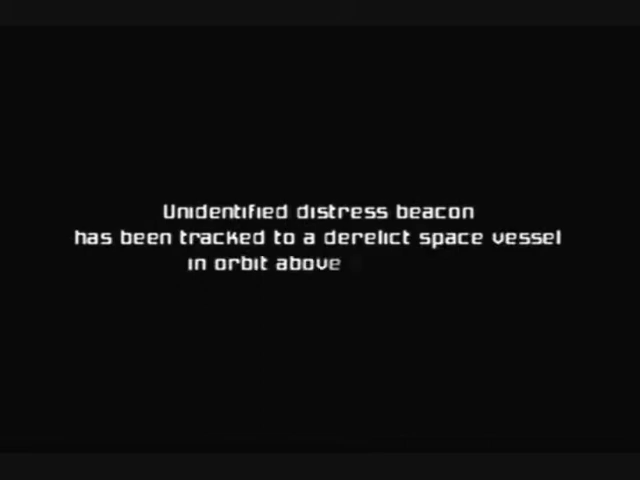 Unidentified distress beacon
has been tracked to a derelict space vessel
in orbit above